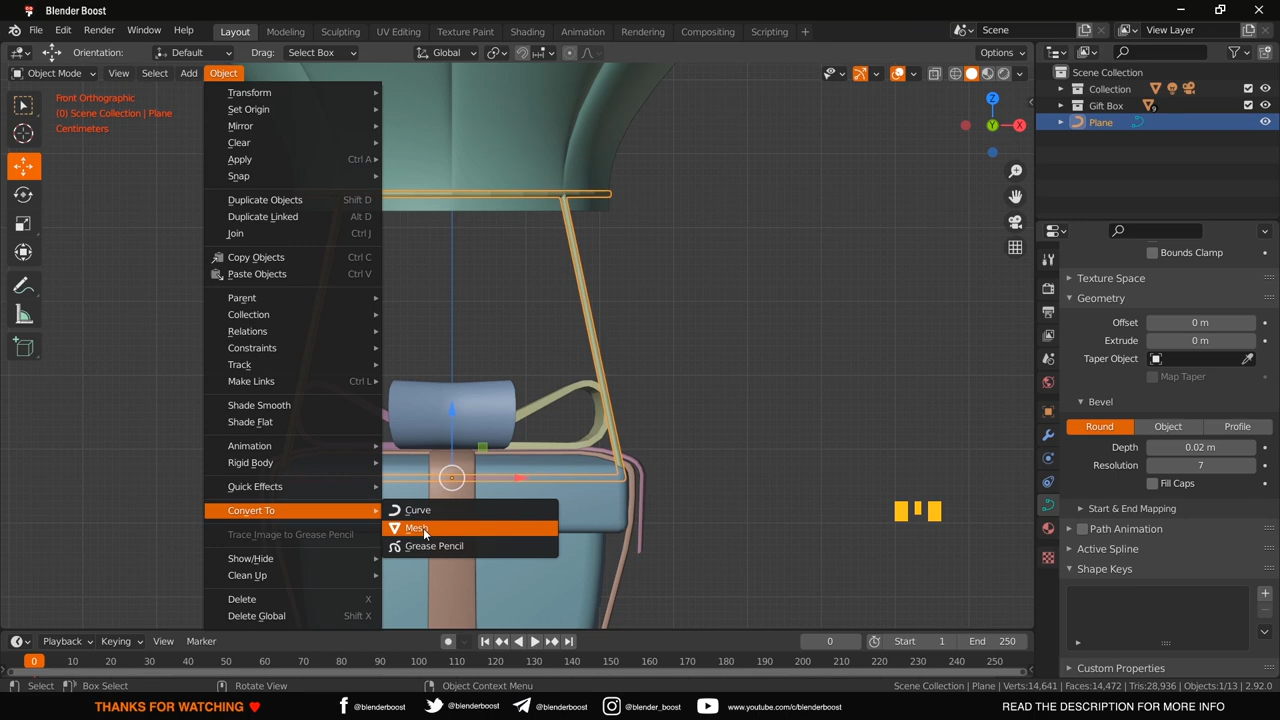 Blender Boost
File Edit Render Window Help Layout Modeling Sculpting UV Editing Texture Paint Shading Animation Rendering Compositing Scripting + Scene View Layer
Orientation: Default Drag: Select Box Global Options
Object Mode View Select Add Object
Front Orthographic
(0) Scene Collection | Plane
Centimeters
Transform
Set Origin
Mirror
Clear
Apply Ctrl A
Snap
Duplicate Objects Shift D
Duplicate Linked Alt D
Join Ctrl J
Copy Objects Ctrl C
Paste Objects Ctrl V
Parent
Collection
Relations
Constraints
Track
Make Links Ctrl L
Shade Smooth
Shade Flat
Animation
Rigid Body
Quick Effects
Convert To
Trace Image to Grease Pencil
Show/Hide
Clean Up
Delete X
Delete Global Shift X
Curve
Mesh
Grease Pencil
Z
Y
X
Scene Collection
Collection
Gift Box 9
Plane
Bounds Clamp
Texture Space
Geometry
Offset 0 m
Extrude 0 m
Taper Object
Map Taper
Bevel
Round Object Profile
Depth 0.02 m
Resolution 7
Fill Caps
Start & End Mapping
Path Animation
Active Spline
Shape Keys
Custom Properties
Playback Keying View Marker 0 Start 1 End 250
0 10 20 30 40 50 60 70 80 90 100 110 120 130 140 150 160 170 180 190 200 210 220 230 240 250
Select Box Select Rotate View Object Context Menu Scene Collection | Plane | Verts:14,641 | Faces:14,472 | Tris:28,936 | Objects:1/13 | 2.92.0
THANKS FOR WATCHING @blenderboost @blenderboost @blenderboost @blender_boost www.youtube.com/c/blenderboost READ THE DESCRIPTION FOR MORE INFO